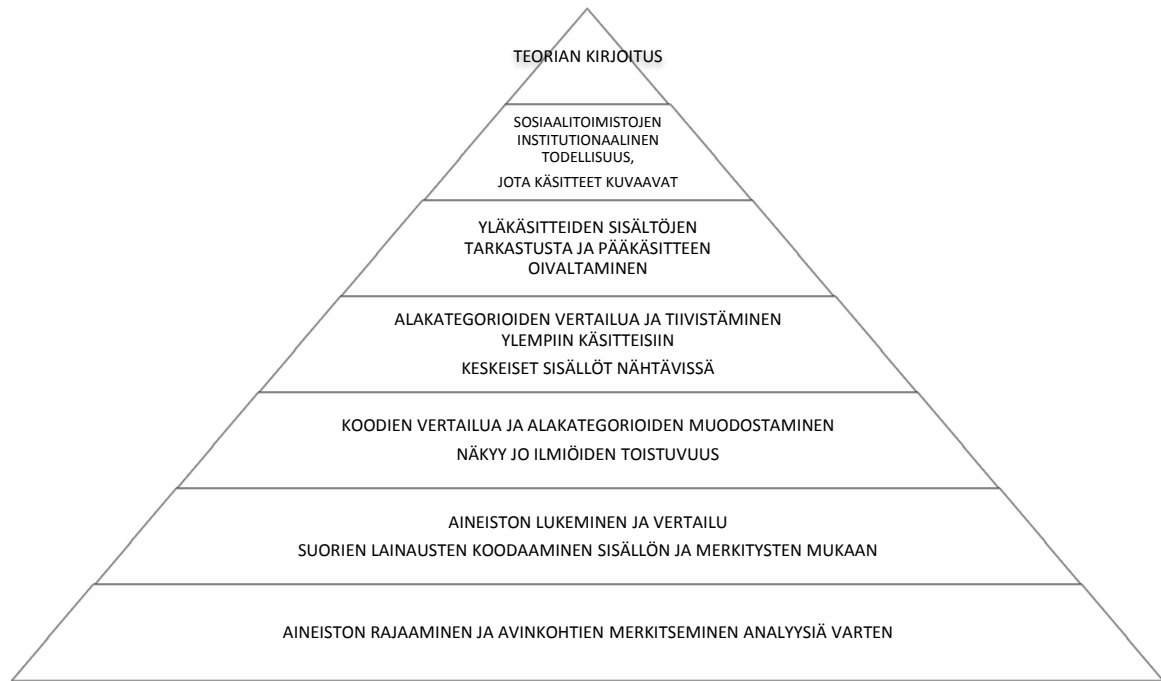 TEORIAN KIRJOITUS
SOSIAALITOIMISTOJEN
INSTITUTIONAALINEN
TODELLISUUS,
JOTA KÄSITTEET KUVAAVAT
YLÄKÄSITTEIDEN SISÄLTÖJEN
TARKASTUSTA JA PÄÄKÄSITTEEN
OIVALTAMINEN
ALAKATEGORIOIDEN VERTAILUA JA TIIVISTÄMINEN
YLEMPIIN KÄSITTEISIIN
KESKEISET SISÄLLÖT NÄHTÄVISSÄ
KOODIEN VERTAILUA JA ALAKATEGORIOIDEN MUODOSTAMINEN
NÄKYY JO ILMIÖIDEN TOISTUVUUS
AINEISTON LUKEMINEN JA VERTAILU
SUORIEN LAINAUSTEN KOODAAMINEN SISÄLLÖN JA MERKITYSTEN MUKAAN
AINEISTON RAJAAMINEN JA AVINKOHTIEN MERKITSEMINEN ANALYYSIÄ VARTEN